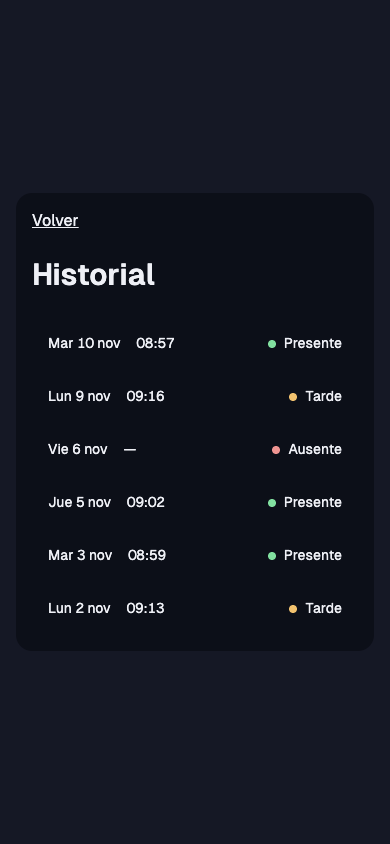 Volver
Historial
Mar 10 nov 08:57 Presente
Lun 9 nov 09:16 Tarde
Vie 6 nov — Ausente
Jue 5 nov 09:02 Presente
Mar 3 nov 08:59 Presente
Lun 2 nov 09:13 Tarde